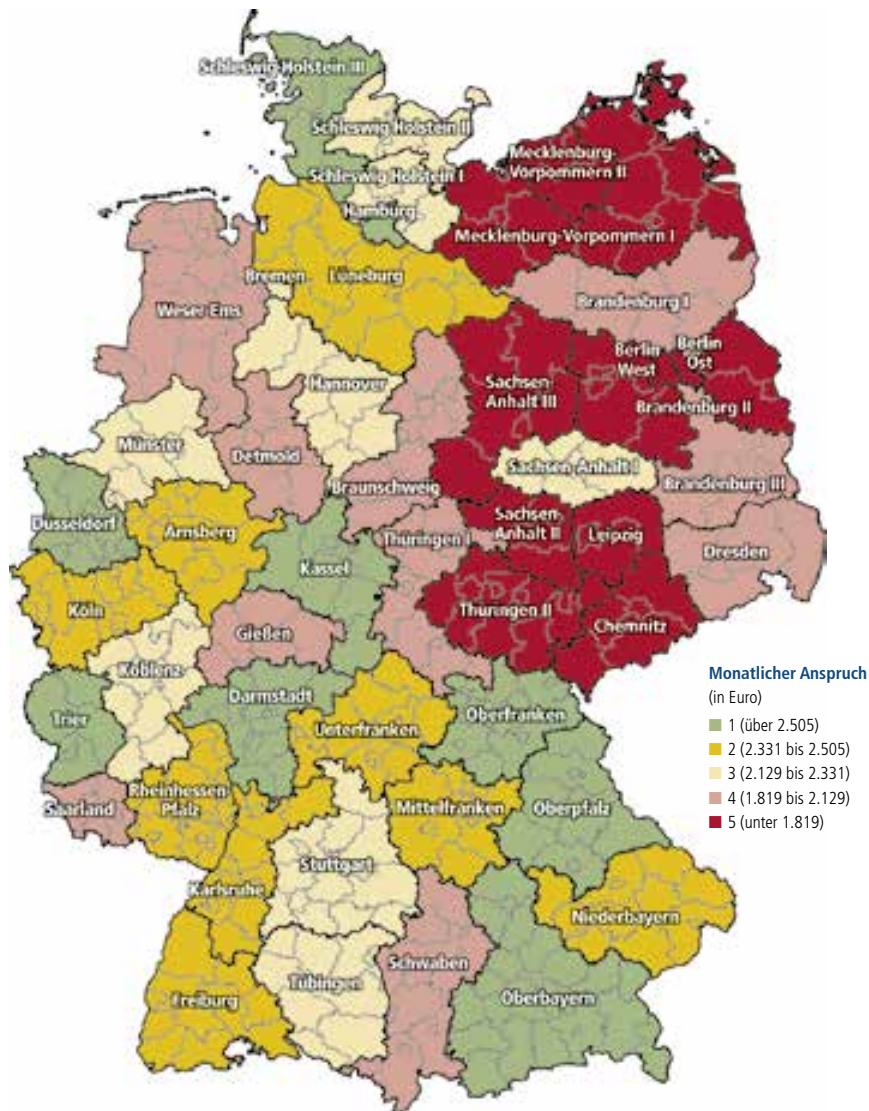 Schleswig-Holstein III
Schleswig Holstein II
Mecklenburg-
Vorpommern II
Schleswig Holstein I
Hamburg
Mecklenburg-Vorpommern I
Bremen
Lüneburg
Brandenburg I
Weser Ems
Berlin
West
Berlin
Ost
Hannover
Sachsen-
Anhalt III
Brandenburg II
Münster
Detmold
Sachsen-Anhalt I
Braunschweig
Brandenburg III
Düsseldorf
Arnsberg
Sachsen-
Anhalt II
Leipzig
Thüringen I
Dresden
Kassel
Köln
Thüringen II
Chemnitz
Gießen
Koblenz
Darmstadt
Trier
Unterfranken
Oberfranken
Saarland
Rheinhessen-
Pfalz
Mittelfranken
Oberpfalz
Stuttgart
Karlsruhe
Niederbayern
Schwaben
Tübingen
Freiburg
Oberbayern
Monatlicher Anspruch
(in Euro)
1 (über 2.505)
2 (2.331 bis 2.505)
3 (2.129 bis 2.331)
4 (1.819 bis 2.129)
5 (unter 1.819)